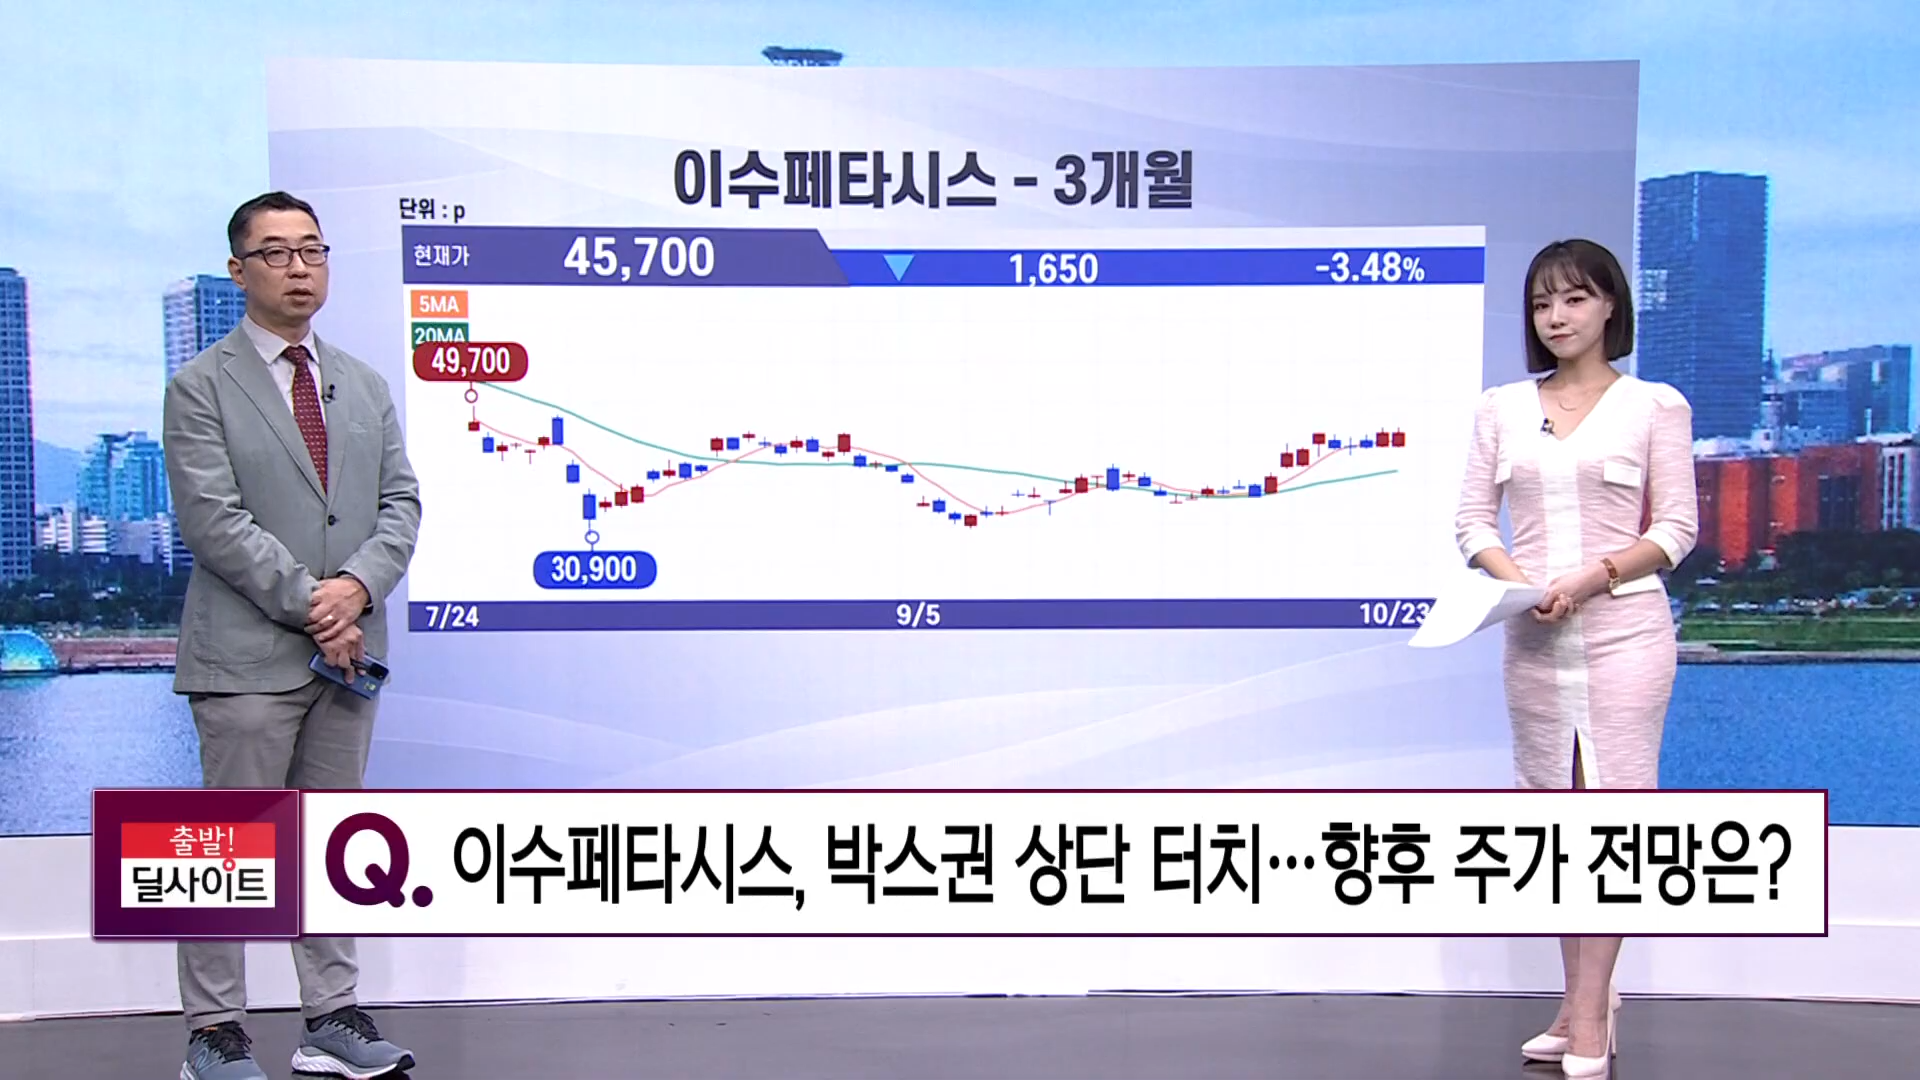 이수페타시스 - 3개월
단위 : p
현재가 45,700 ▼ 1,650 -3.48%
5MA
20MA
49,700
30,900
7/24 9/5 10/23
출발!
딜사이트
Q. 이수페타시스, 박스권 상단 터치…향후 주가 전망은?